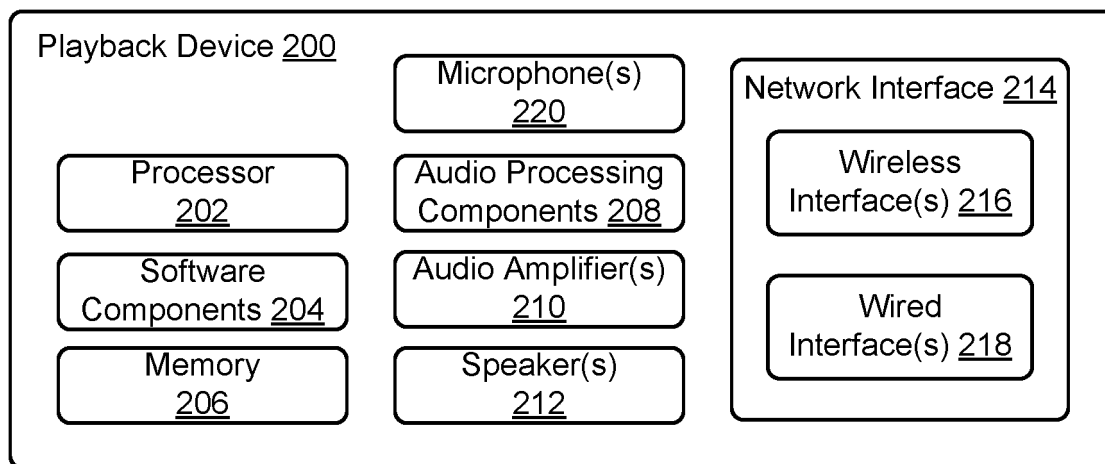 Playback Device 200
Processor
202
Software
Components 204
Memory
206
Microphone(s)
220
Audio Processing
Components 208
Audio Amplifier(s)
210
Speaker(s)
212
Network Interface 214
Wireless
Interface(s) 216
Wired
Interface(s) 218